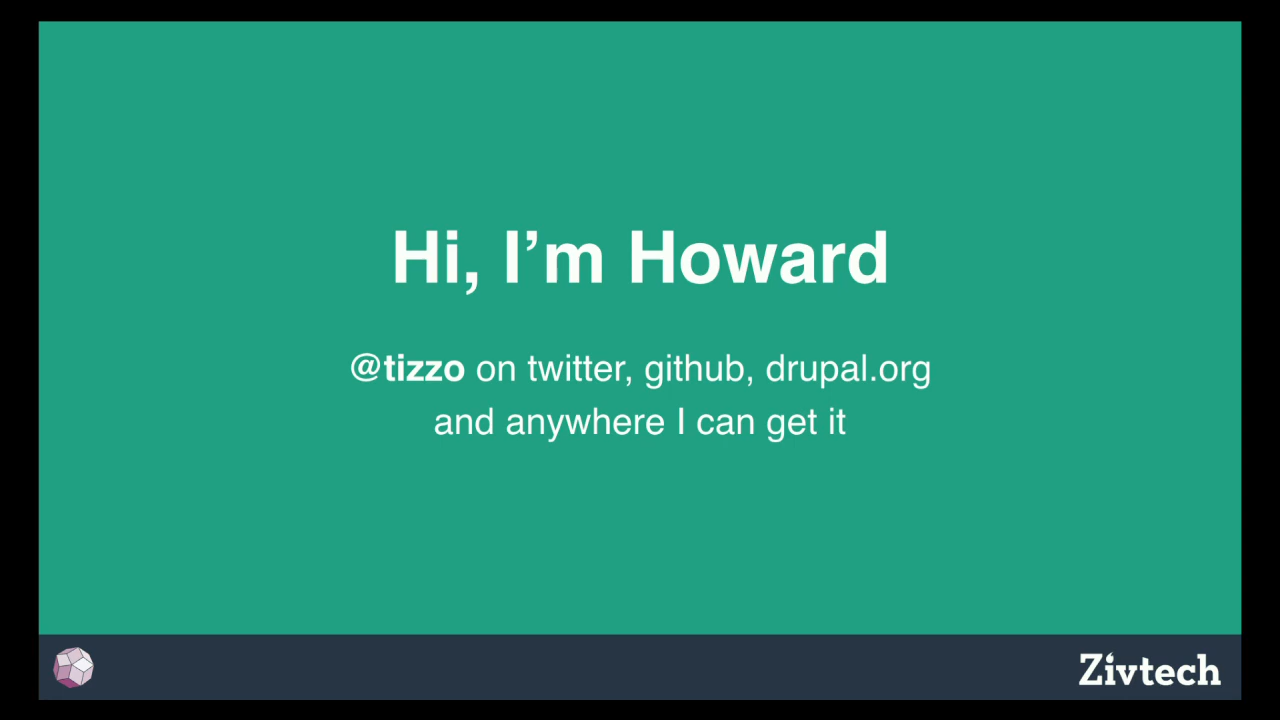 Hi, I’m Howard
@tizzo on twitter, github, drupal.org
and anywhere I can get it
Zivtech